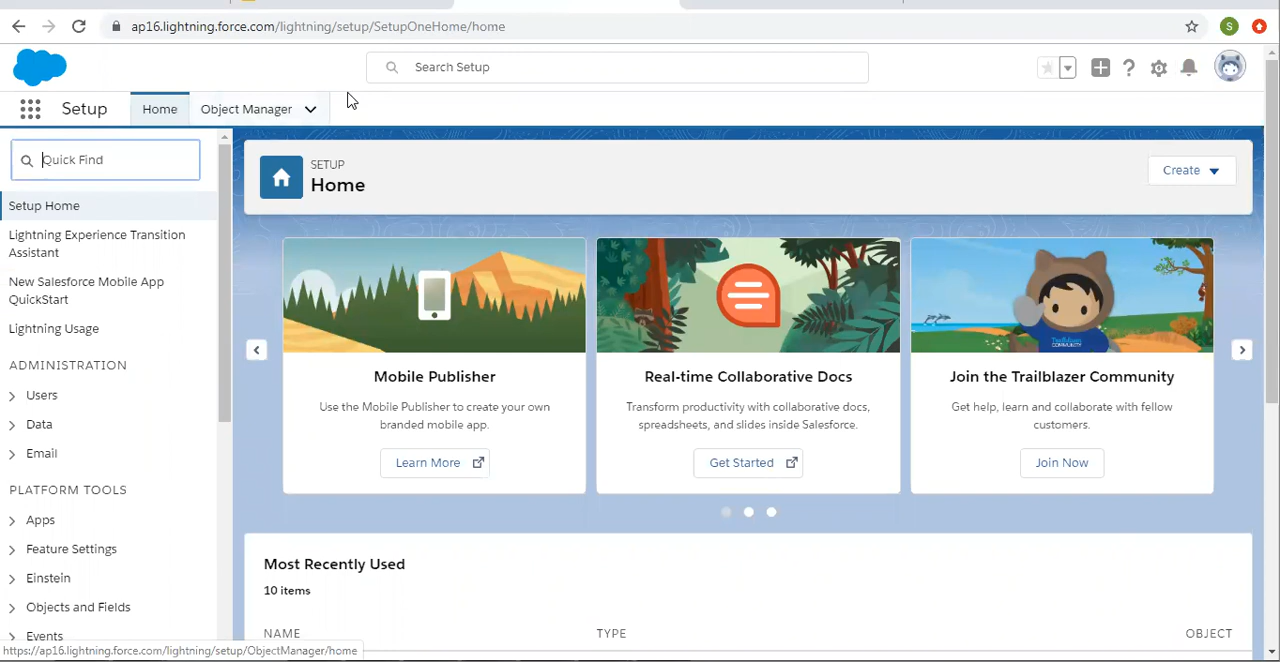 ap16.lightning.force.com/lightning/setup/SetupOneHome/home
S
Search Setup
Setup
Home
Object Manager
Quick Find
Setup Home
Lightning Experience Transition
Assistant
New Salesforce Mobile App
QuickStart
Lightning Usage
ADMINISTRATION
Users
Data
Email
PLATFORM TOOLS
Apps
Feature Settings
Einstein
Objects and Fields
Events
SETUP
Home
Create
Mobile Publisher
Use the Mobile Publisher to create your own
branded mobile app.
Learn More
Real-time Collaborative Docs
Transform productivity with collaborative docs,
spreadsheets, and slides inside Salesforce.
Get Started
Join the Trailblazer Community
Get help, learn and collaborate with fellow
customers.
Join Now
Most Recently Used
10 items
NAME
TYPE
OBJECT
https://ap16.lightning.force.com/lightning/setup/ObjectManager/home